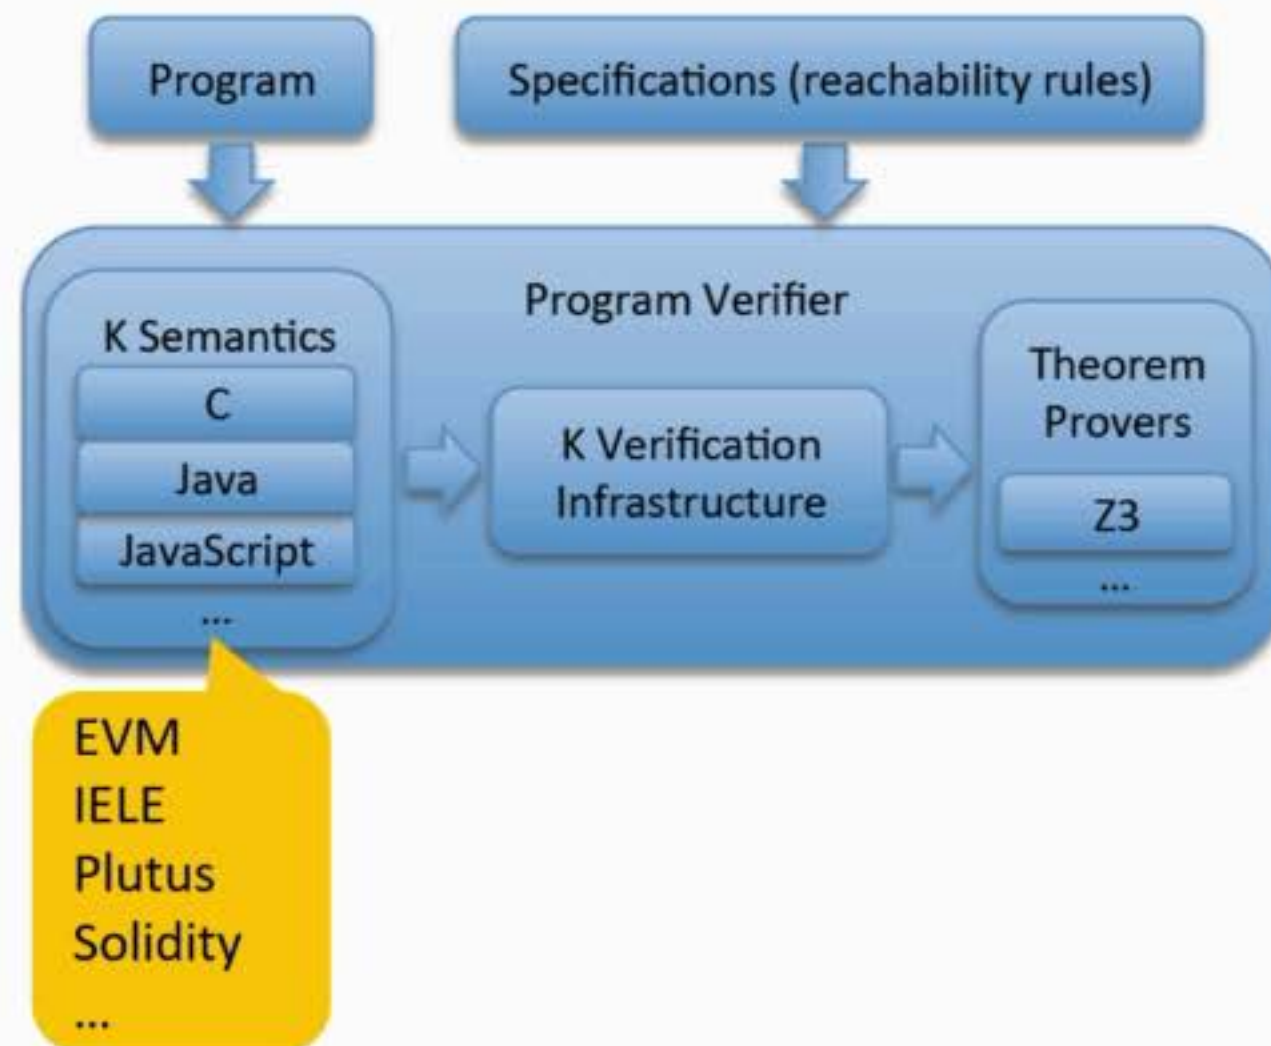 Program
Specifications (reachability rules)
Program Verifier
K Semantics
C
Java
JavaScript
...
K Verification
Infrastructure
Theorem
Provers
Z3
...
EVM
IELE
Plutus
Solidity
...